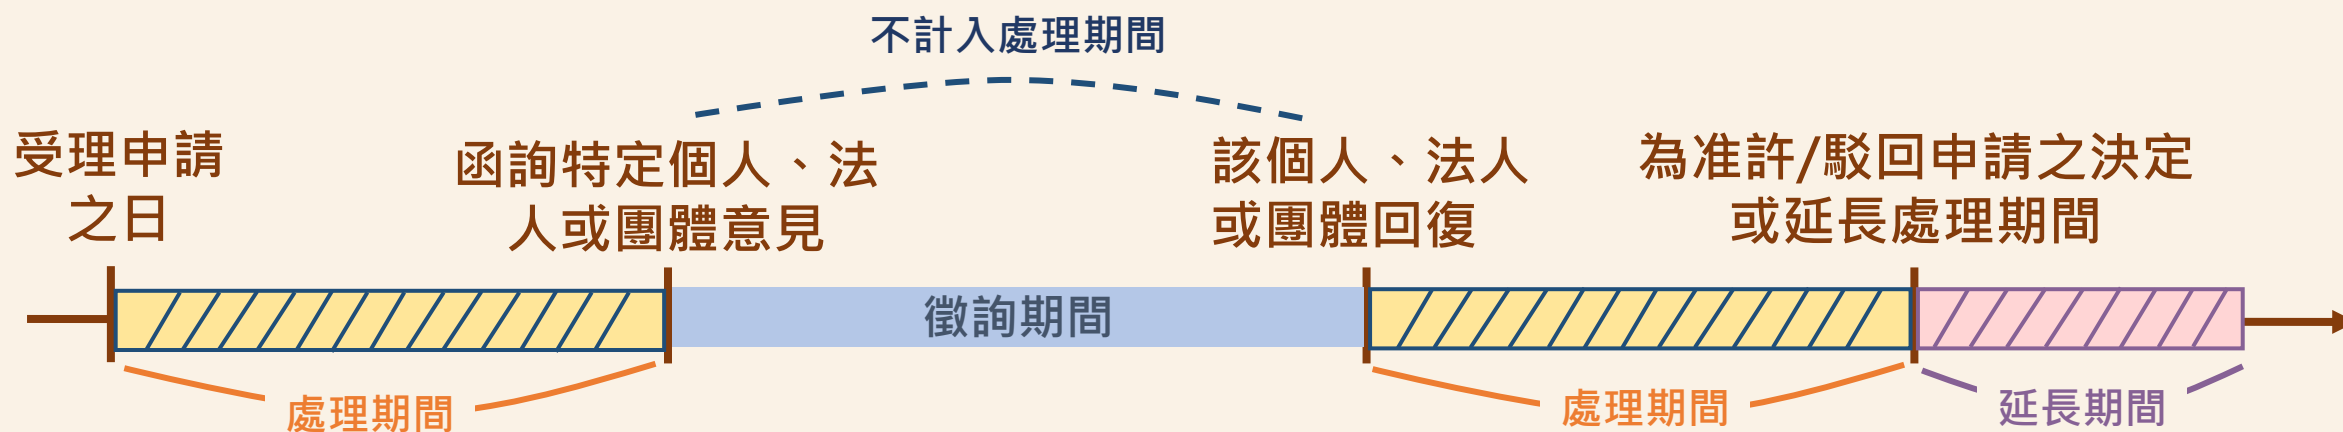 不計入處理期間
受理申請
之日
函詢特定個人、法
人或團體意見
該個人、法人
或團體回復
為准許/駁回申請之決定
或延長處理期間
徵詢期間
處理期間
處理期間
延長期間